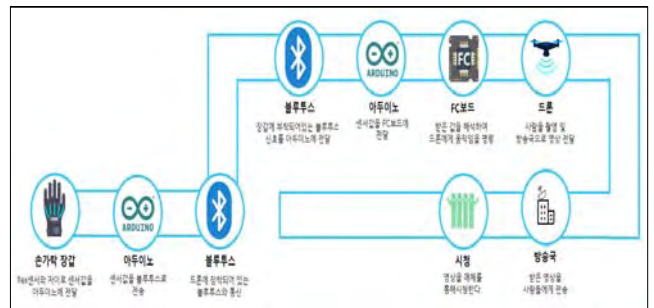 블루투스
장갑에 부착되어있는 블루투스
신호를 아두이노에 전달
ARDUINO
아두이노
센서값을 FC보드에
전달
FC
FC보드
받은 값을 해석하여
드론에게 움직임을 명령
드론
사람을 촬영 및
방송국으로 영상 전달
손가락 장갑
flex센서와 자이로 센서값을
아두이노에 전달
ARDUINO
아두이노
센서값을 블루투스로
전송
블루투스
드론에 장착되어 있는
블루투스와 통신
시청
영상을 매체를
통해시청한다.
방송국
받은 영상을
사람들에게 전송